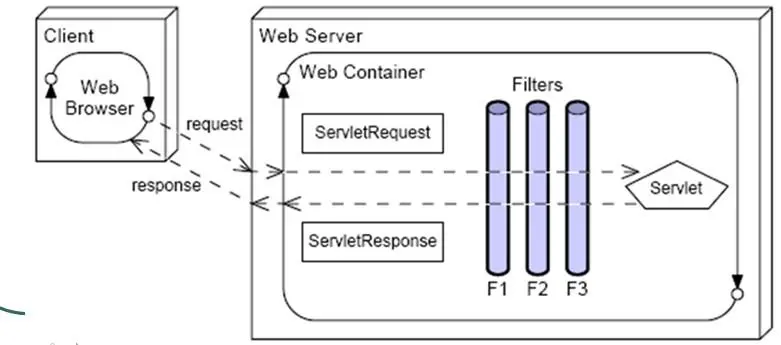 Client
Web Server
Web
Browser
Web Container
Filters
request
ServletRequest
response
Servlet
ServletResponse
F1 F2 F3